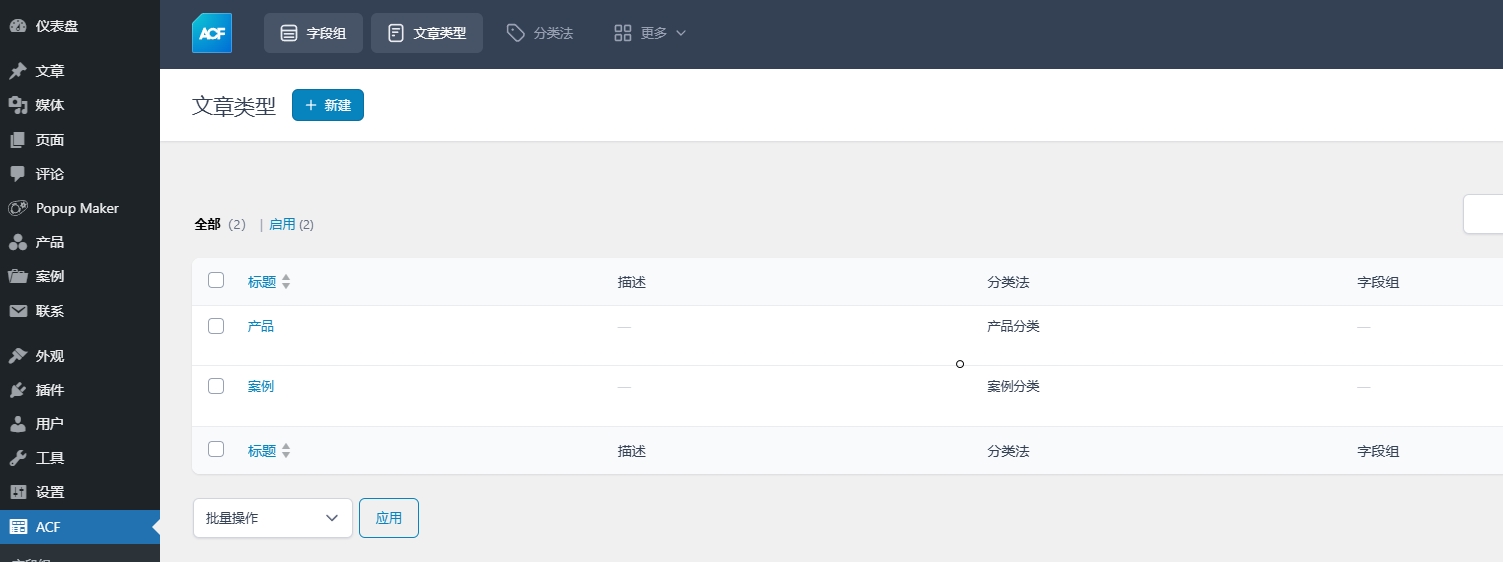 仪表盘
文章
媒体
页面
评论
Popup Maker
产品
案例
联系
外观
插件
用户
工具
设置
ACF
ACF 字段组 文章类型 分类法 更多
文章类型 + 新建
全部 (2) | 启用 (2)
标题 描述 分类法 字段组
产品 — 产品分类 —
案例 — 案例分类 —
标题 描述 分类法 字段组
批量操作 应用